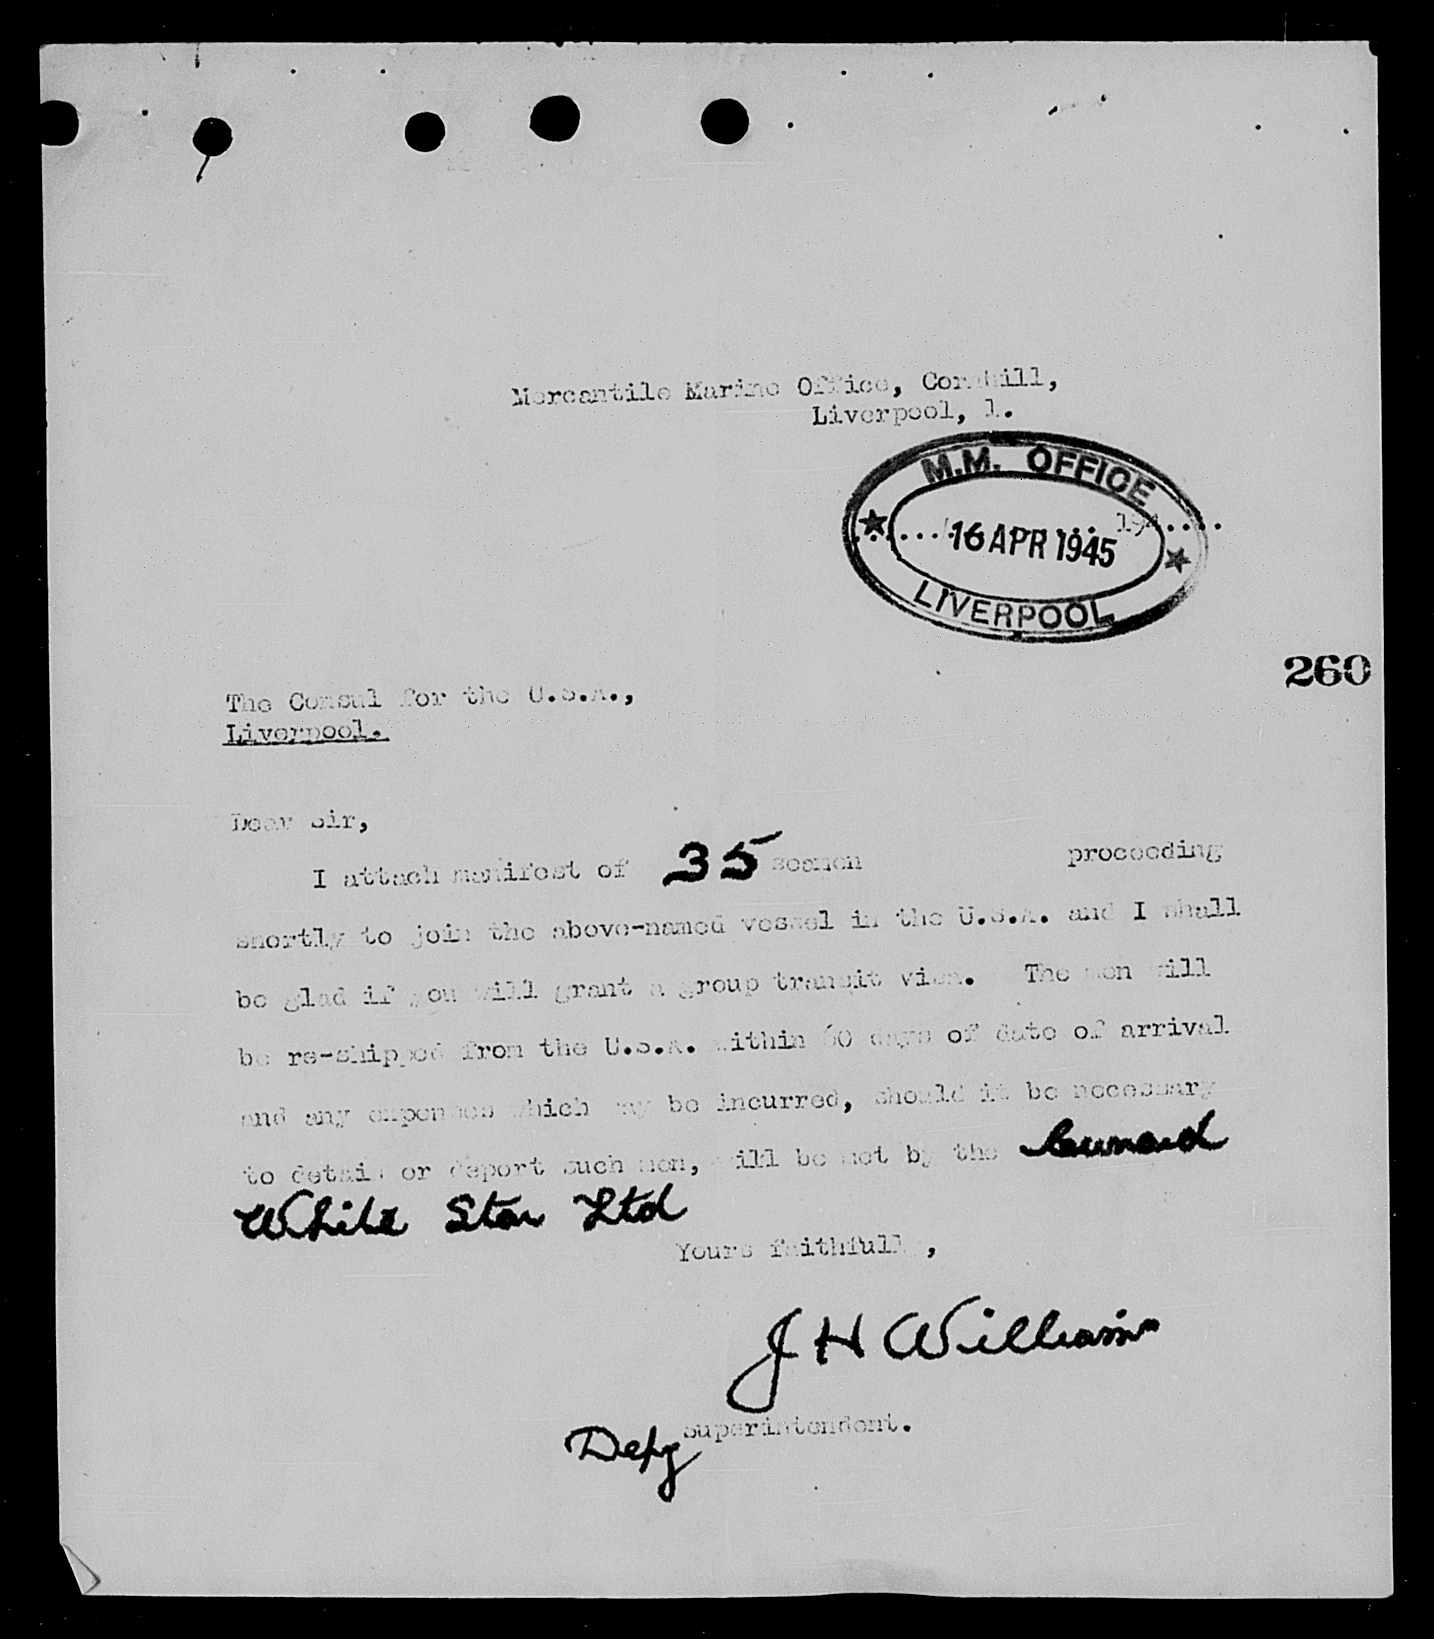 Mercantile Marine Office, Cornhill,
Liverpool, 1.
M.M. OFFICE
16 APR 1945
194
LIVERPOOL
260
The Consul for the U.S.A.,
Liverpool.
Dear Sir,
I attach manifest of 35 seamen proceeding
shortly to join the above-named vessel in the U.S.A. and I shall
be glad if you will grant a group transit visa. The men will
be re-shipped from the U.S.A. within 60 days of date of arrival
and any expenses which may be incurred, should it be necessary
to detain or deport such men, will be met by the Cunard
White Star Ltd
Yours faithfully,
J H Williams
Depy Superintendent.